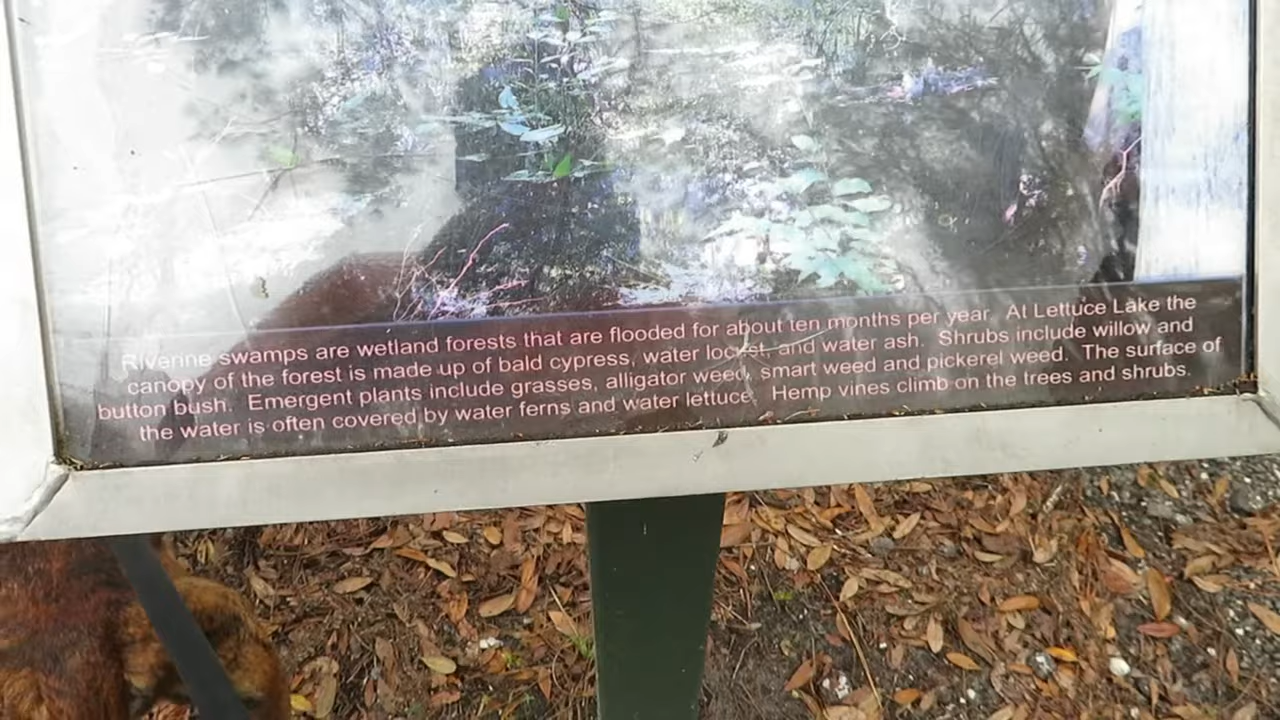 Riverine swamps are wetland forests that are flooded for about ten months per year. At Lettuce Lake the
canopy of the forest is made up of bald cypress, water locust, and water ash. Shrubs include willow and
button bush. Emergent plants include grasses, alligator weed, smart weed and pickerel weed. The surface of
the water is often covered by water ferns and water lettuce. Hemp vines climb on the trees and shrubs.